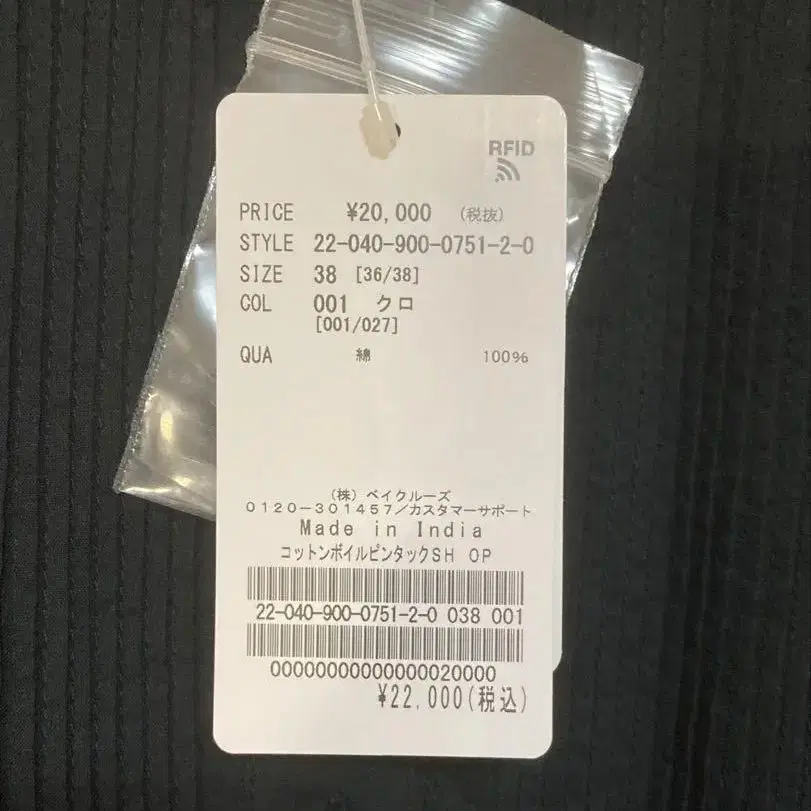 RFID
PRICE ¥20,000 (税抜)
STYLE 22-040-900-0751-2-0
SIZE 38 [36/38]
COL 001 クロ
[001/027]
QUA 綿 100%
(株) ベイクルーズ
0120-301457/カスタマーサポート
Made in India
コットンボイルピンタックSH OP
22-040-900-0751-2-0 038 001
00000000000000020000
¥22,000(税込)